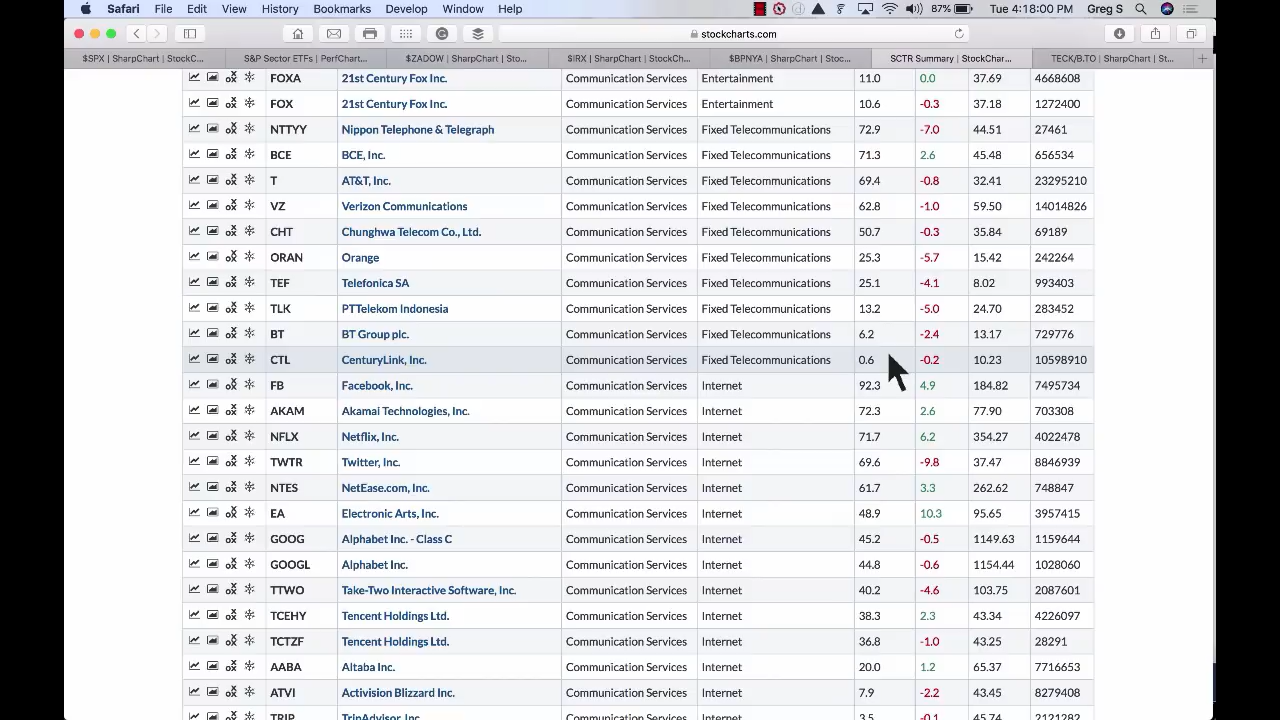 Safari File Edit View History Bookmarks Develop Window Help 87% Tue 4:18:00 PM Greg S
stockcharts.com
$SPX | SharpChart | StockC... S&P Sector ETFs | PerfChart... $ZADOW | SharpChart | So... $IRX | SharpChart | StockCh... $BPNYA | SharpChart | Stoc... SCTR Summary | StockChar... TECK/B.TO | SharpChart | St...
FOXA 21st Century Fox Inc. Communication Services Entertainment 11.0 0.0 37.69 4668608
FOX 21st Century Fox Inc. Communication Services Entertainment 10.6 -0.3 37.18 1272400
NTTYY Nippon Telephone & Telegraph Communication Services Fixed Telecommunications 72.9 -7.0 44.51 27461
BCE BCE, Inc. Communication Services Fixed Telecommunications 71.3 2.6 45.48 656534
T AT&T, Inc. Communication Services Fixed Telecommunications 69.4 -0.8 32.41 23295210
VZ Verizon Communications Communication Services Fixed Telecommunications 62.8 -1.0 59.50 14014826
CHT Chunghwa Telecom Co., Ltd. Communication Services Fixed Telecommunications 50.7 -0.3 35.84 69189
ORAN Orange Communication Services Fixed Telecommunications 25.3 -5.7 15.42 242264
TEF Telefonica SA Communication Services Fixed Telecommunications 25.1 -4.1 8.02 993403
TLK PTTelekom Indonesia Communication Services Fixed Telecommunications 13.2 -5.0 24.70 283452
BT BT Group plc. Communication Services Fixed Telecommunications 6.2 -2.4 13.17 729776
CTL CenturyLink, Inc. Communication Services Fixed Telecommunications 0.6 -0.2 10.23 10598910
FB Facebook, Inc. Communication Services Internet 92.3 4.9 184.82 7495734
AKAM Akamai Technologies, Inc. Communication Services Internet 72.3 2.6 77.90 703308
NFLX Netflix, Inc. Communication Services Internet 71.7 6.2 354.27 4022478
TWTR Twitter, Inc. Communication Services Internet 69.6 -9.8 37.47 8846939
NTES NetEase.com, Inc. Communication Services Internet 61.7 3.3 262.62 748847
EA Electronic Arts, Inc. Communication Services Internet 48.9 10.3 95.65 3957415
GOOG Alphabet Inc. - Class C Communication Services Internet 45.2 -0.5 1149.63 1159644
GOOGL Alphabet Inc. Communication Services Internet 44.8 -0.6 1154.44 1028060
TTWO Take-Two Interactive Software, Inc. Communication Services Internet 40.2 -4.6 103.75 2087601
TCEHY Tencent Holdings Ltd. Communication Services Internet 38.3 2.3 43.34 4226097
TCTZF Tencent Holdings Ltd. Communication Services Internet 36.8 -1.0 43.25 28291
AABA Altaba Inc. Communication Services Internet 20.0 1.2 65.37 7716653
ATVI Activision Blizzard Inc. Communication Services Internet 7.9 -2.2 43.45 8279408
TRIP TripAdvisor, Inc. Communication Services Internet 3.5 -0.1 45.74 2121282